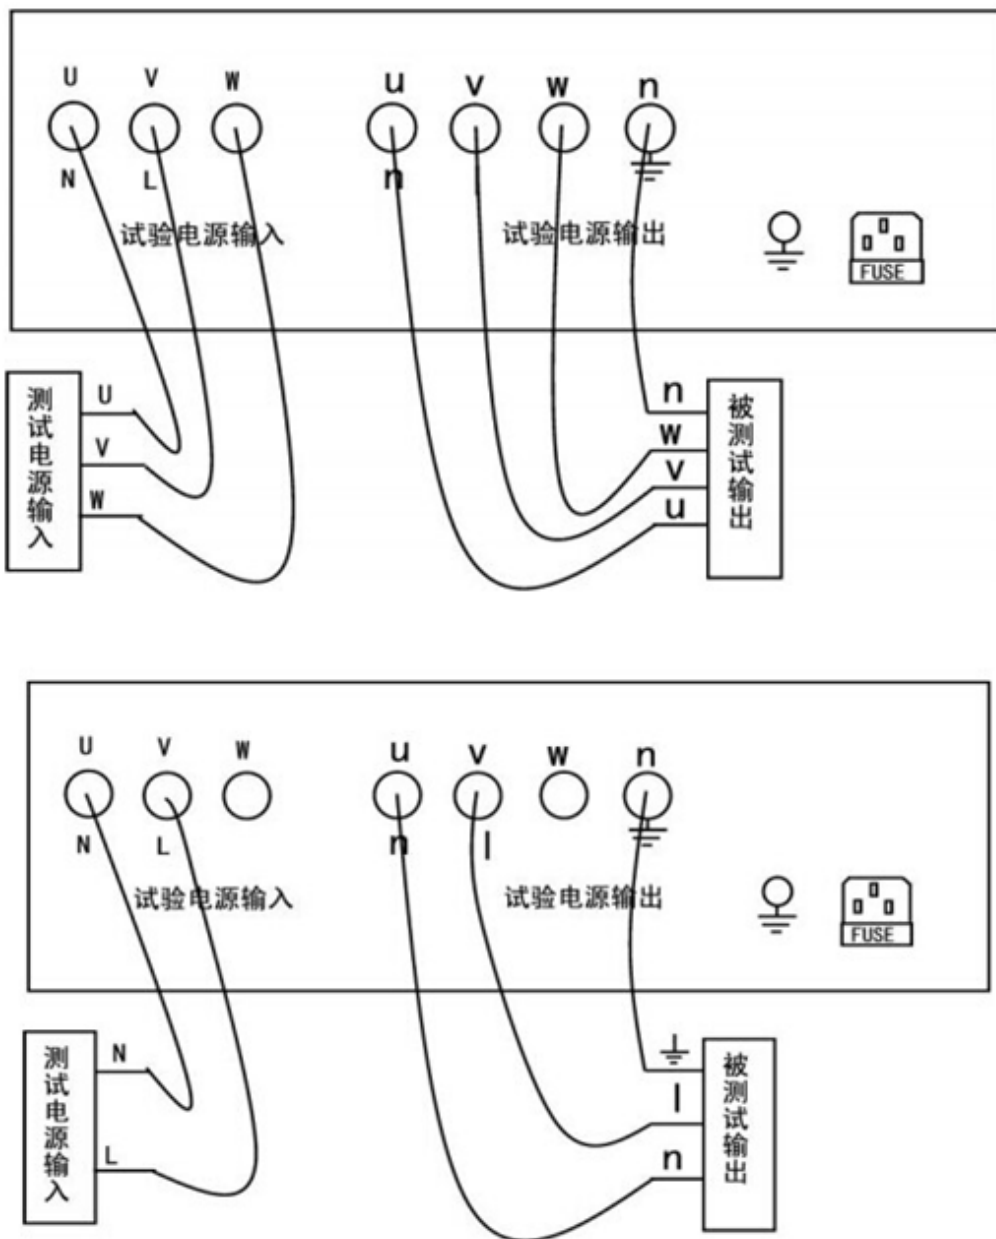 U V W u v w n
N L n
试验电源输入 试验电源输出
FUSE
测试电源输入
U
V
W
n
w
v
u
被测试输出
U V W u v w n
N L n l
试验电源输入 试验电源输出
FUSE
测试电源输入
N
L
l
n
被测试输出